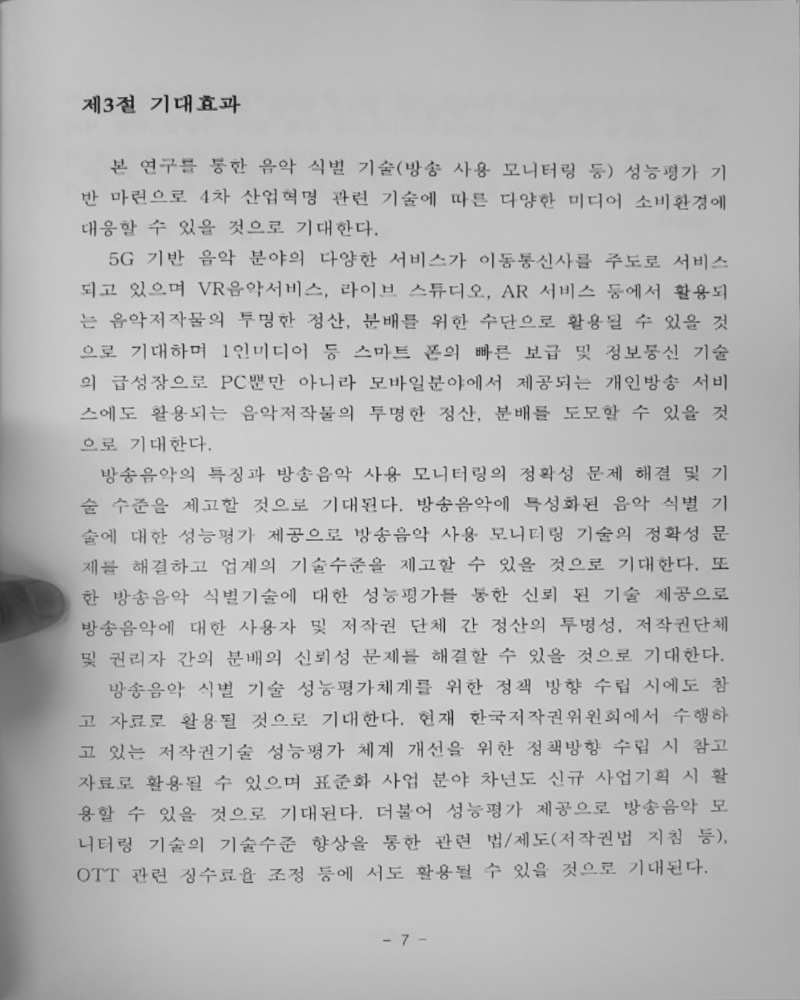 제3절 기대효과
본 연구를 통한 음악 식별 기술(방송 사용 모니터링 등) 성능평가 기
반 마련으로 4차 산업혁명 관련 기술에 따른 다양한 미디어 소비환경에
대응할 수 있을 것으로 기대한다.
5G 기반 음악 분야의 다양한 서비스가 이동통신사를 주도로 서비스
되고 있으며 VR음악서비스, 라이브 스튜디오, AR 서비스 등에서 활용되
는 음악저작물의 투명한 정산, 분배를 위한 수단으로 활용될 수 있을 것
으로 기대하며 1인미디어 등 스마트 폰의 빠른 보급 및 정보통신 기술
의 급성장으로 PC뿐만 아니라 모바일분야에서 제공되는 개인방송 서비
스에도 활용되는 음악저작물의 투명한 정산, 분배를 도모할 수 있을 것
으로 기대한다.
방송음악의 특징과 방송음악 사용 모니터링의 정확성 문제 해결 및 기
술 수준을 제고할 것으로 기대된다. 방송음악에 특성화된 음악 식별 기
술에 대한 성능평가 제공으로 방송음악 사용 모니터링 기술의 정확성 문
제를 해결하고 업계의 기술수준을 제고할 수 있을 것으로 기대한다. 또
한 방송음악 식별기술에 대한 성능평가를 통한 신뢰 된 기술 제공으로
방송음악에 대한 사용자 및 저작권 단체 간 정산의 투명성, 저작권단체
및 권리자 간의 분배의 신뢰성 문제를 해결할 수 있을 것으로 기대한다.
방송음악 식별 기술 성능평가체계를 위한 정책 방향 수립 시에도 참
고 자료로 활용될 것으로 기대한다. 현재 한국저작권위원회에서 수행하
고 있는 저작권기술 성능평가 체계 개선을 위한 정책방향 수립 시 참고
자료로 활용될 수 있으며 표준화 사업 분야 차년도 신규 사업기획 시 활
용할 수 있을 것으로 기대된다. 더불어 성능평가 제공으로 방송음악 모
니터링 기술의 기술수준 향상을 통한 관련 법/제도(저작권법 지침 등),
OTT 관련 징수료율 조정 등에 서도 활용될 수 있을 것으로 기대된다.
- 7 -